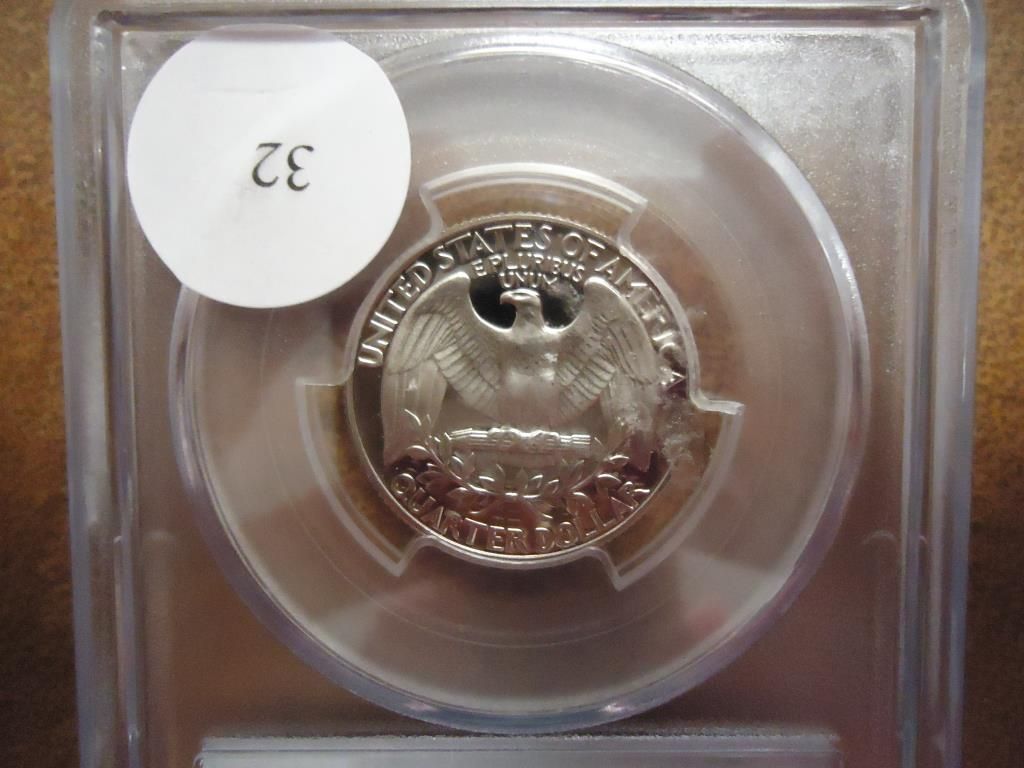 32
UNITED STATES OF AMERICA
E PLURIBUS
UNUM
QUARTER DOLLAR